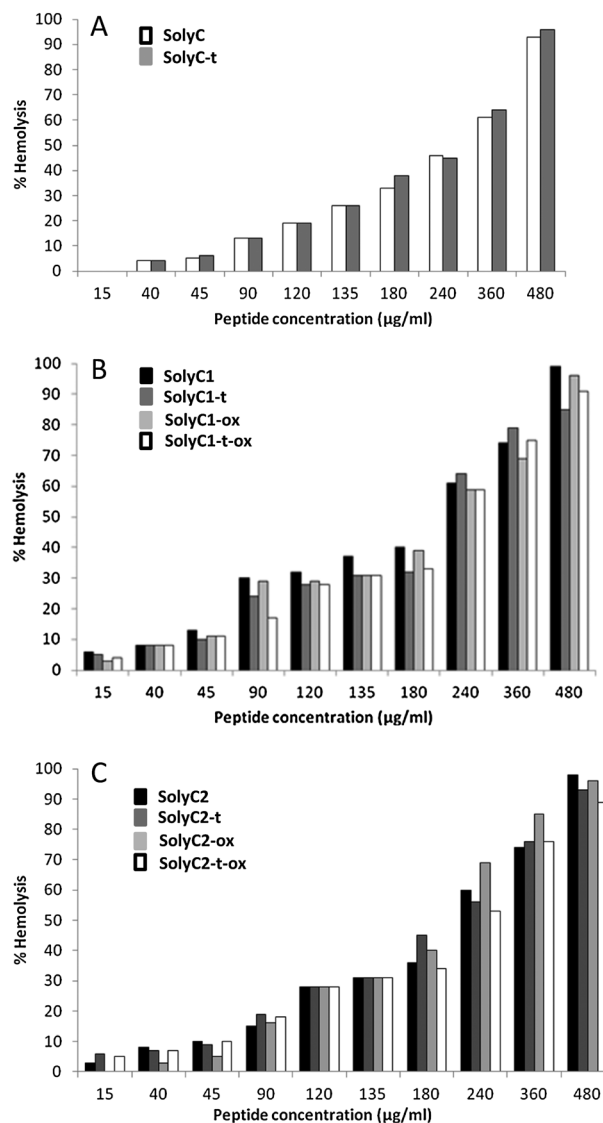 A
SolyC
SolyC-t
% Hemolysis
100
90
80
70
60
50
40
30
20
10
0
15 40 45 90 120 135 180 240 360 480
Peptide concentration (µg/ml)
B
SolyC1
SolyC1-t
SolyC1-ox
SolyC1-t-ox
% Hemolysis
100
90
80
70
60
50
40
30
20
10
0
15 40 45 90 120 135 180 240 360 480
Peptide concentration (µg/ml)
C
SolyC2
SolyC2-t
SolyC2-ox
SolyC2-t-ox
% Hemolysis
100
90
80
70
60
50
40
30
20
10
0
15 40 45 90 120 135 180 240 360 480
Peptide concentration (µg/ml)